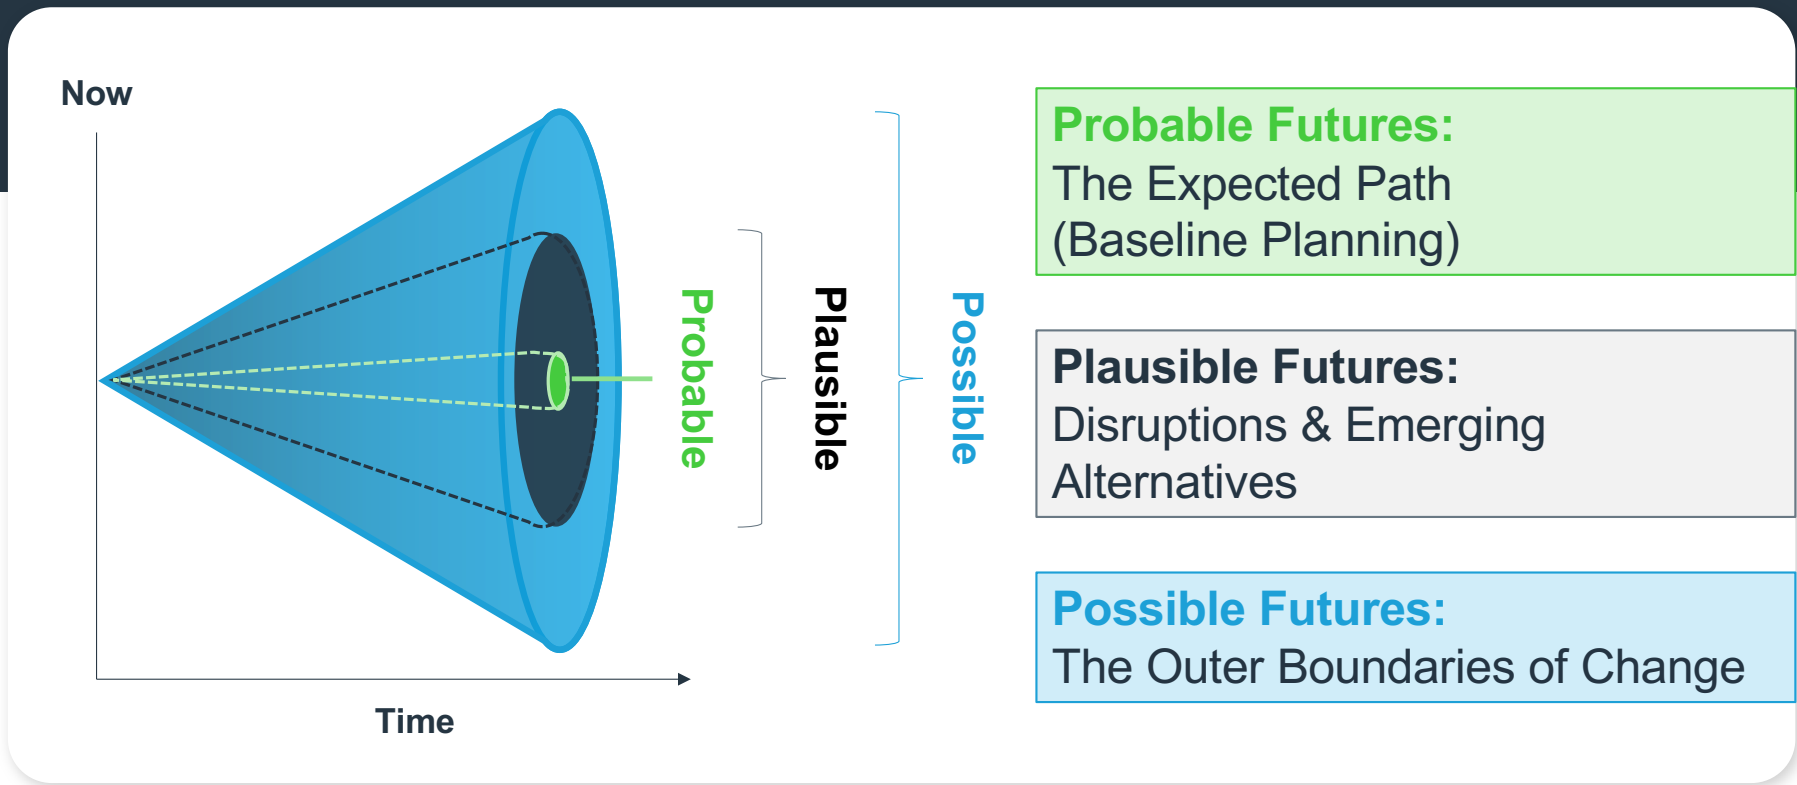 Now
Time
Probable
Plausible
Possible
Probable Futures:
The Expected Path
(Baseline Planning)
Plausible Futures:
Disruptions & Emerging
Alternatives
Possible Futures:
The Outer Boundaries of Change